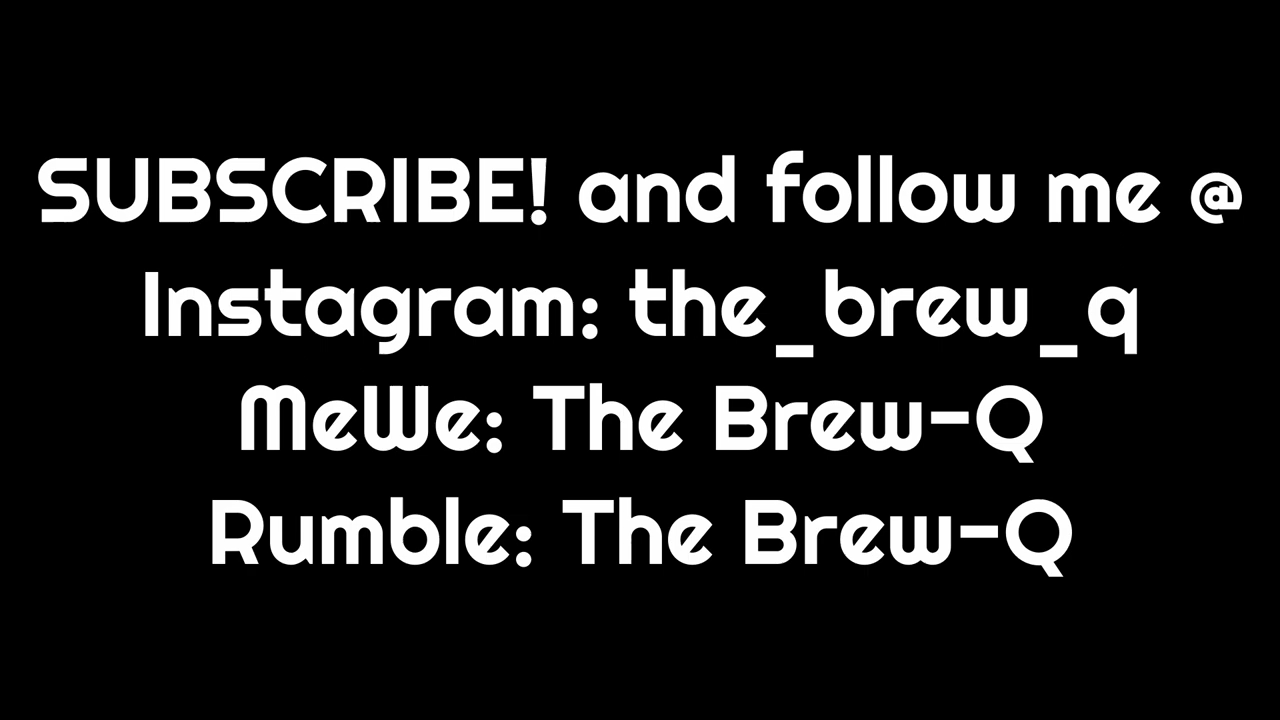 SUBSCRIBE! and follow me @
Instagram: the_brew_q
MeWe: The Brew-Q
Rumble: The Brew-Q